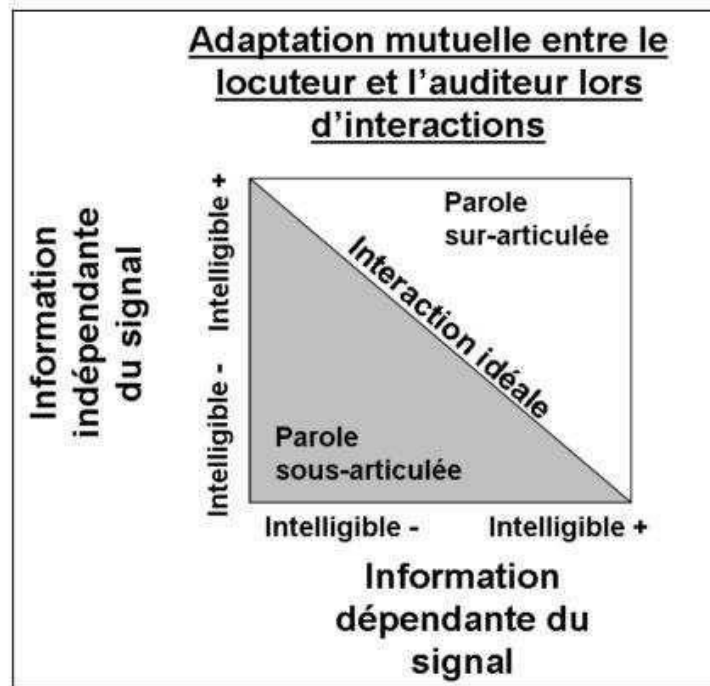 Adaptation mutuelle entre le
locuteur et l'auditeur lors
d'interactions
Information
indépendante
du signal
Intelligible +
Intelligible -
Parole
sur-articulée
Interaction idéale
Parole
sous-articulée
Intelligible -
Intelligible +
Information
dépendante du
signal